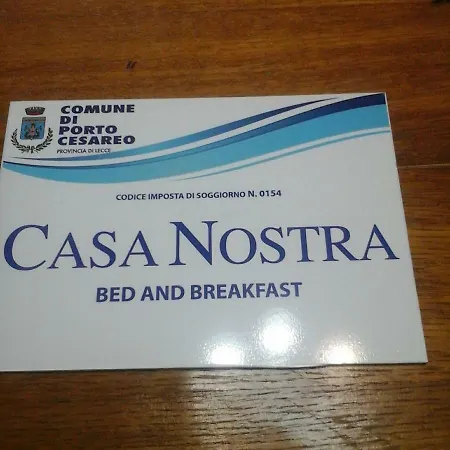 COMUNE
DI
PORTO
CESAREO
PROVINCIA DI LECCE
CODICE IMPOSTA DI SOGGIORNO N. 0154
CASA NOSTRA
BED AND BREAKFAST